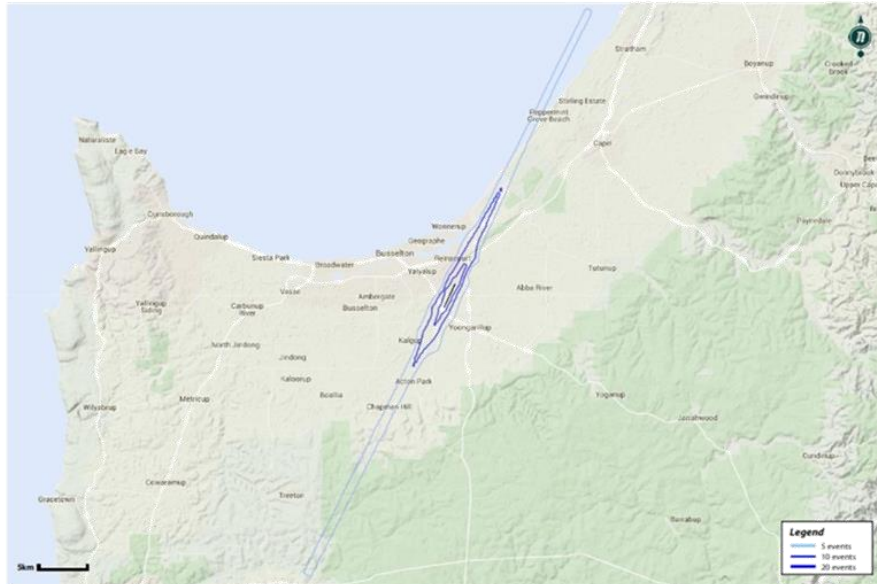 Stratham
Boyanup
Crooked
Brook
Gwindinup
Stirling Estate
Peppermint
Grove Beach
Capel
Naturaliste
Eagle Bay
Donnybrook
Upper Cape
Paynedale
Dunsborough
Quindalup
Wonnerup
Geographe
Yallingup
Siesta Park
Broadwater
Busselton
Reinscourt
Yalyalup
Tutunup
Abba River
Vasse
Ambergate
Busselton
Carbunup
River
Yallingup
Siding
Yoongarillup
Kalgup
North Jindong
Jindong
Kaloorup
Acton Park
Boallia
Chapman Hill
Yoganup
Metricup
Wilyabrup
Jarrahwood
Cundinup
Cowaramup
Gracetown
Treeton
Barrabup
Legend
5 events
10 events
20 events
5km